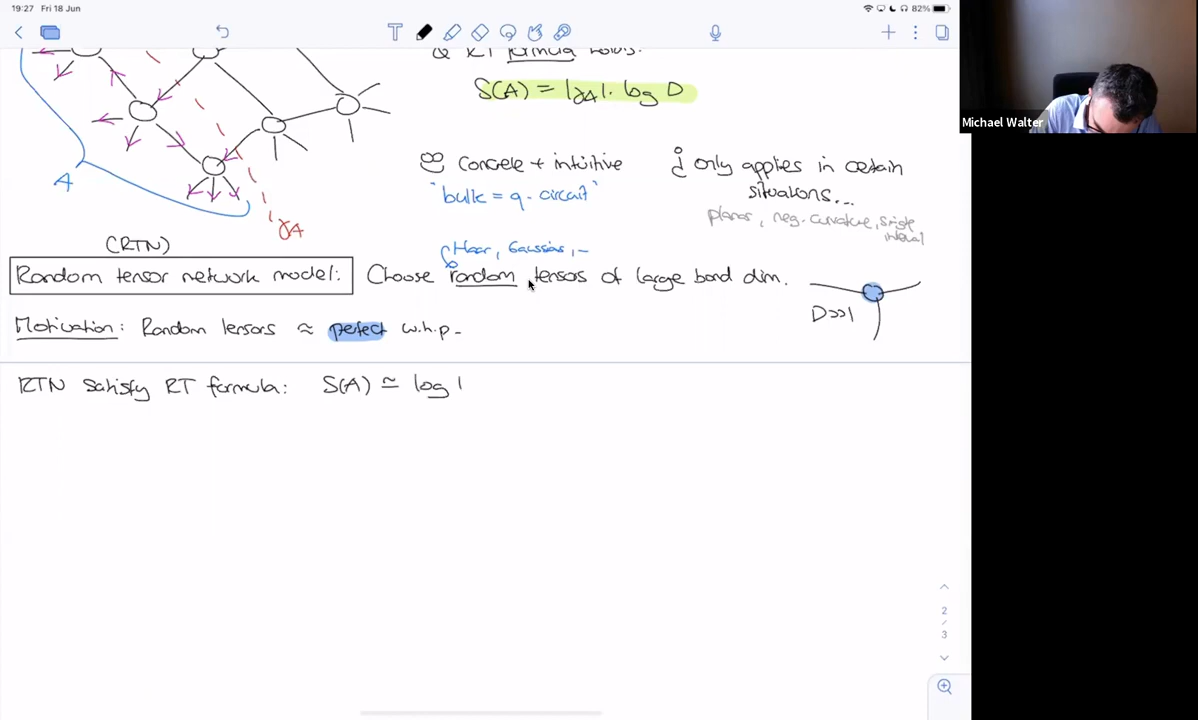 19:27 Fri 18 Jun
82%
T
& RT formula holds:
S(A) = |γA|. log D
Michael Walter
Concrete + intuitive
only applies in certain
situations...
"bulk = q. circuit"
planar, neg. curvature, single
interval
A
γA
(RTN)
Haar, Gaussian, ...
Random tensor network model:
Choose random tensors of large bond dim.
D>>1
Motivation: Random tensors ≈ perfect w.h.p.
RTN satisfy RT formula: S(A) ≃ log |
2
/
3